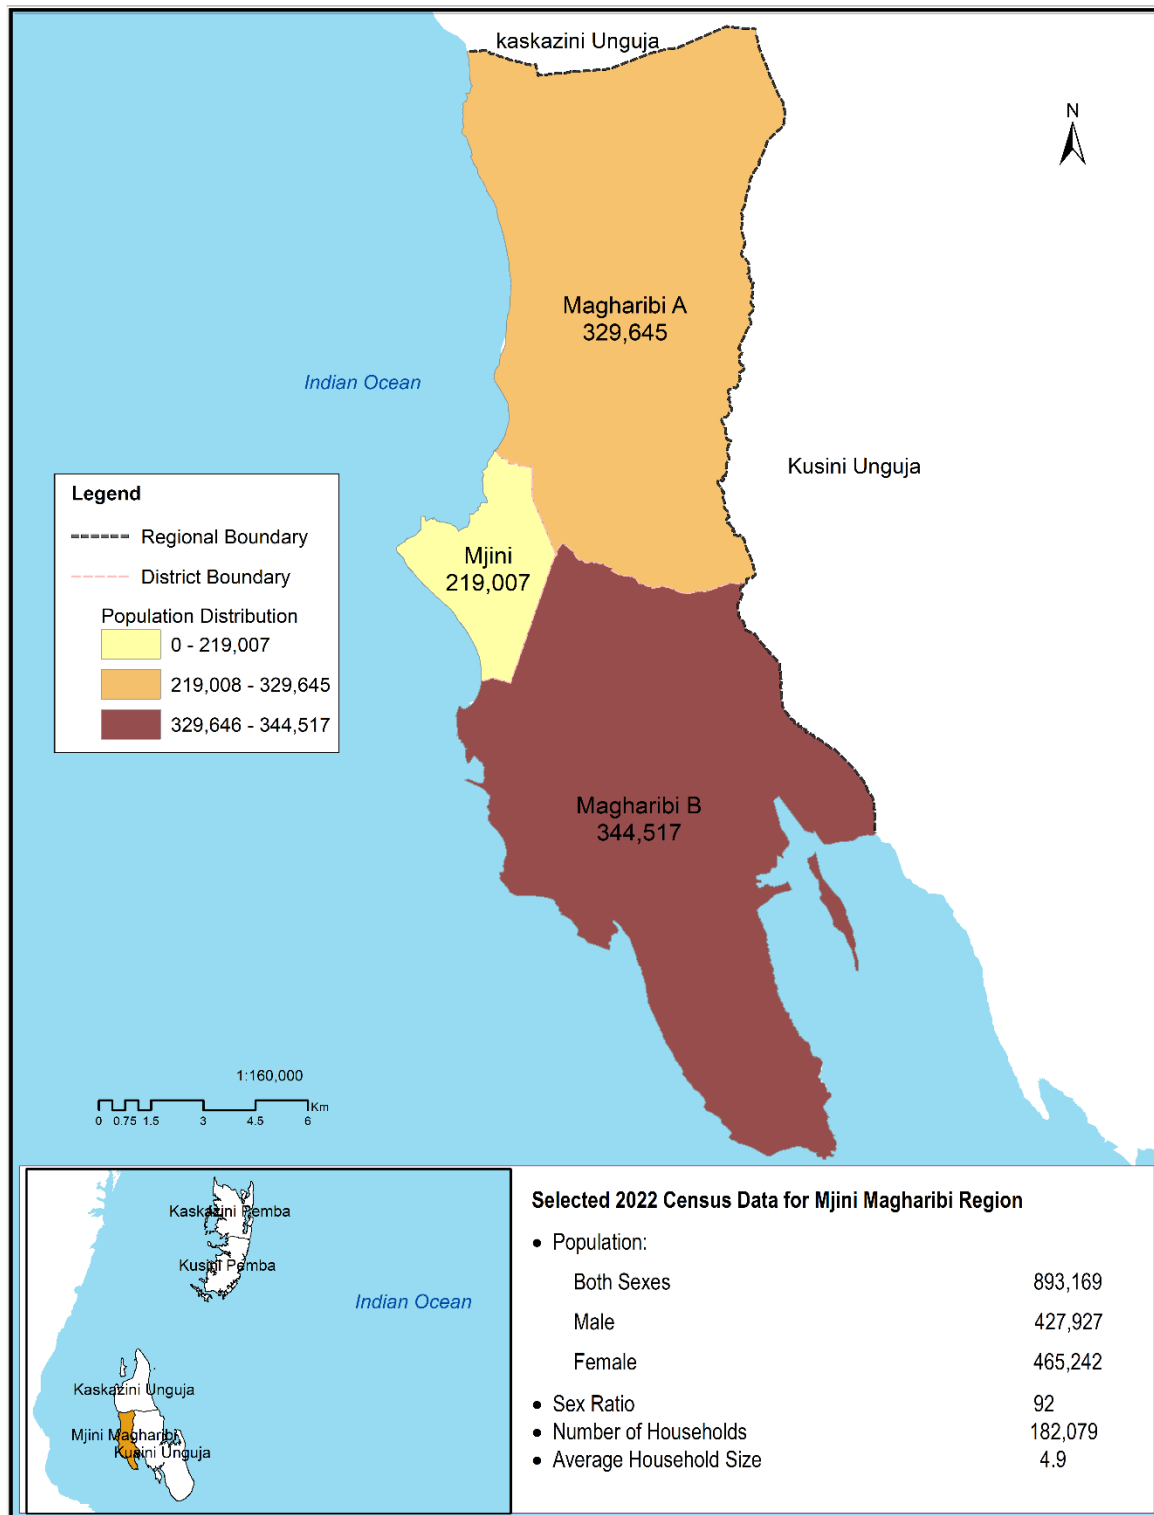 kaskazini Unguja
N
Magharibi A
329,645
Indian Ocean
Kusini Unguja
Legend
Regional Boundary
District Boundary
Population Distribution
0 - 219,007
219,008 - 329,645
329,646 - 344,517
Mjini
219,007
Magharibi B
344,517
1:160,000
0 0.75 1.5 3 4.5 6 Km
Kaskazini Pemba
Kusini Pemba
Indian Ocean
Kaskazini Unguja
Mjini Magharibi
Kusini Unguja
Selected 2022 Census Data for Mjini Magharibi Region
• Population:
Both Sexes 893,169
Male 427,927
Female 465,242
• Sex Ratio 92
• Number of Households 182,079
• Average Household Size 4.9